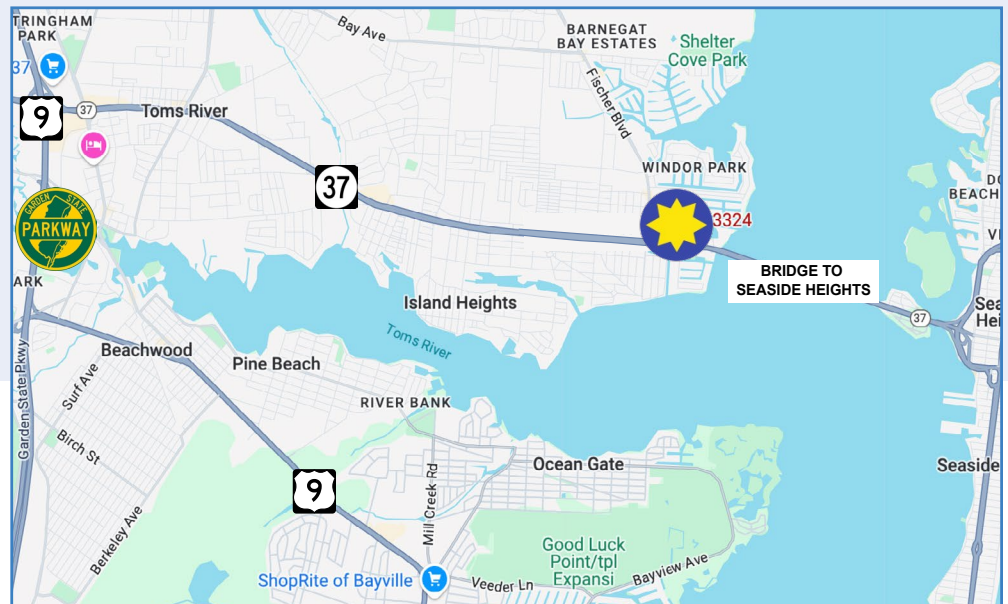 TRINGHAM
PARK
37
9
37
Toms River
Bay Ave
BARNEGAT
BAY ESTATES
Shelter
Cove Park
Fischer Blvd
37
WINDOR PARK
3324
GARDEN STATE
PARKWAY
ARK
BRIDGE TO
SEASIDE HEIGHTS
BEACH
VI
37
Sea
Hei
Island Heights
Toms River
Beachwood
Pine Beach
Surf Ave
Garden State Pkwy
RIVER BANK
Birch St
Ocean Gate
Seaside
9
Mill Creek Rd
Berkeley Ave
Good Luck
Point/tpl
Expansi
ShopRite of Bayville
Veeder Ln
Bayview Ave